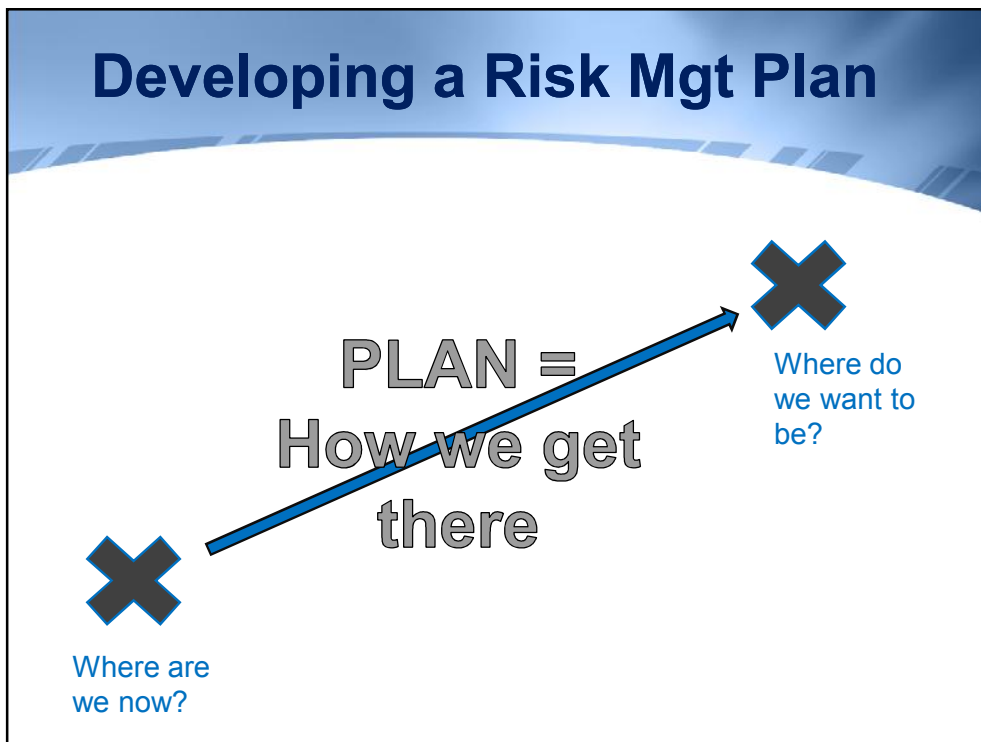 Developing a Risk Mgt Plan
PLAN =
How we get
there
Where do
we want to
be?
Where are
we now?